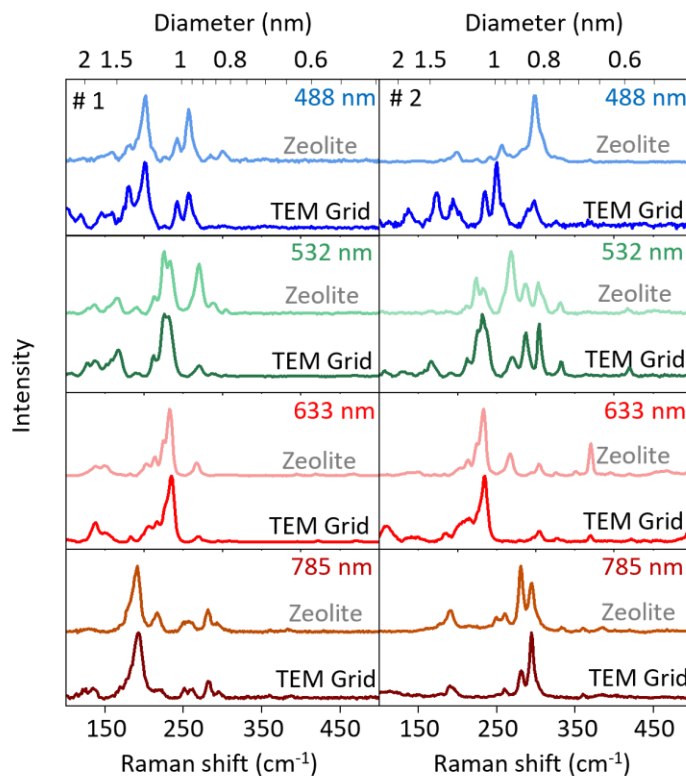 Diameter (nm) Diameter (nm)
2 1.5 1 0.8 0.6 2 1.5 1 0.8 0.6
# 1 488 nm # 2 488 nm
Zeolite Zeolite
TEM Grid TEM Grid
532 nm 532 nm
Zeolite Zeolite
TEM Grid TEM Grid
Intensity
633 nm 633 nm
Zeolite Zeolite
TEM Grid TEM Grid
785 nm 785 nm
Zeolite Zeolite
TEM Grid TEM Grid
150 250 350 450 150 250 350 450
Raman shift (cm⁻¹) Raman shift (cm⁻¹)